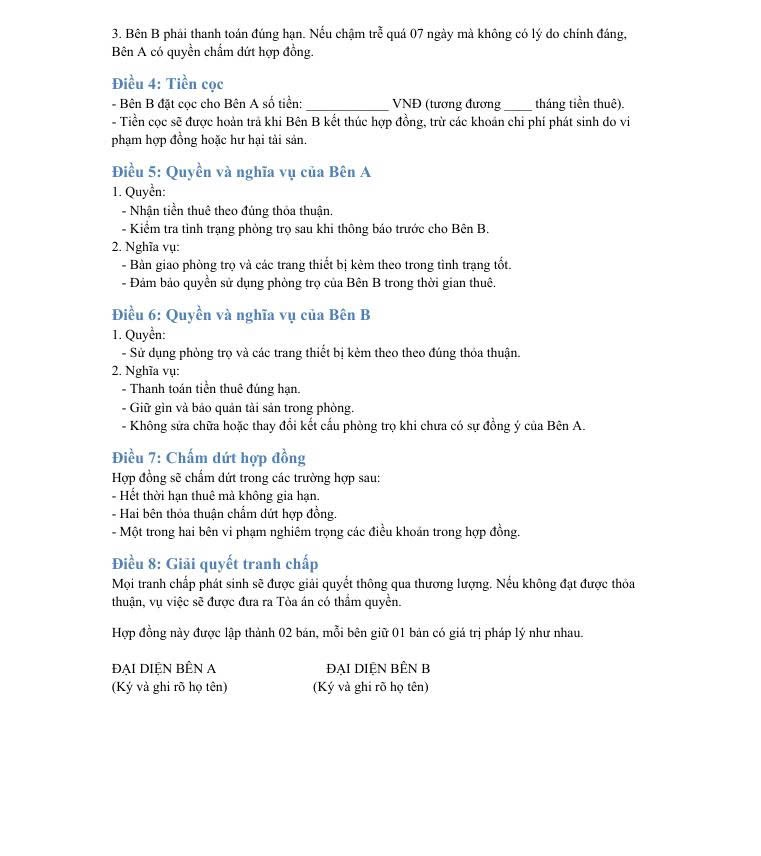 3. Bên B phải thanh toán đúng hạn. Nếu chậm trễ quá 07 ngày mà không có lý do chính đáng,
Bên A có quyền chấm dứt hợp đồng.
Điều 4: Tiền cọc
- Bên B đặt cọc cho Bên A số tiền: _____________ VNĐ (tương đương ____ tháng tiền thuê).
- Tiền cọc sẽ được hoàn trả khi Bên B kết thúc hợp đồng, trừ các khoản chi phí phát sinh do vi
phạm hợp đồng hoặc hư hại tài sản.
Điều 5: Quyền và nghĩa vụ của Bên A
1. Quyền:
- Nhận tiền thuê theo đúng thỏa thuận.
- Kiểm tra tình trạng phòng trọ sau khi thông báo trước cho Bên B.
2. Nghĩa vụ:
- Bàn giao phòng trọ và các trang thiết bị kèm theo trong tình trạng tốt.
- Đảm bảo quyền sử dụng phòng trọ của Bên B trong thời gian thuê.
Điều 6: Quyền và nghĩa vụ của Bên B
1. Quyền:
- Sử dụng phòng trọ và các trang thiết bị kèm theo theo đúng thỏa thuận.
2. Nghĩa vụ:
- Thanh toán tiền thuê đúng hạn.
- Giữ gìn và bảo quản tài sản trong phòng.
- Không sửa chữa hoặc thay đổi kết cấu phòng trọ khi chưa có sự đồng ý của Bên A.
Điều 7: Chấm dứt hợp đồng
Hợp đồng sẽ chấm dứt trong các trường hợp sau:
- Hết thời hạn thuê mà không gia hạn.
- Hai bên thỏa thuận chấm dứt hợp đồng.
- Một trong hai bên vi phạm nghiêm trọng các điều khoản trong hợp đồng.
Điều 8: Giải quyết tranh chấp
Mọi tranh chấp phát sinh sẽ được giải quyết thông qua thương lượng. Nếu không đạt được thỏa
thuận, vụ việc sẽ được đưa ra Tòa án có thẩm quyền.
Hợp đồng này được lập thành 02 bản, mỗi bên giữ 01 bản có giá trị pháp lý như nhau.
ĐẠI DIỆN BÊN A ĐẠI DIỆN BÊN B
(Ký và ghi rõ họ tên) (Ký và ghi rõ họ tên)